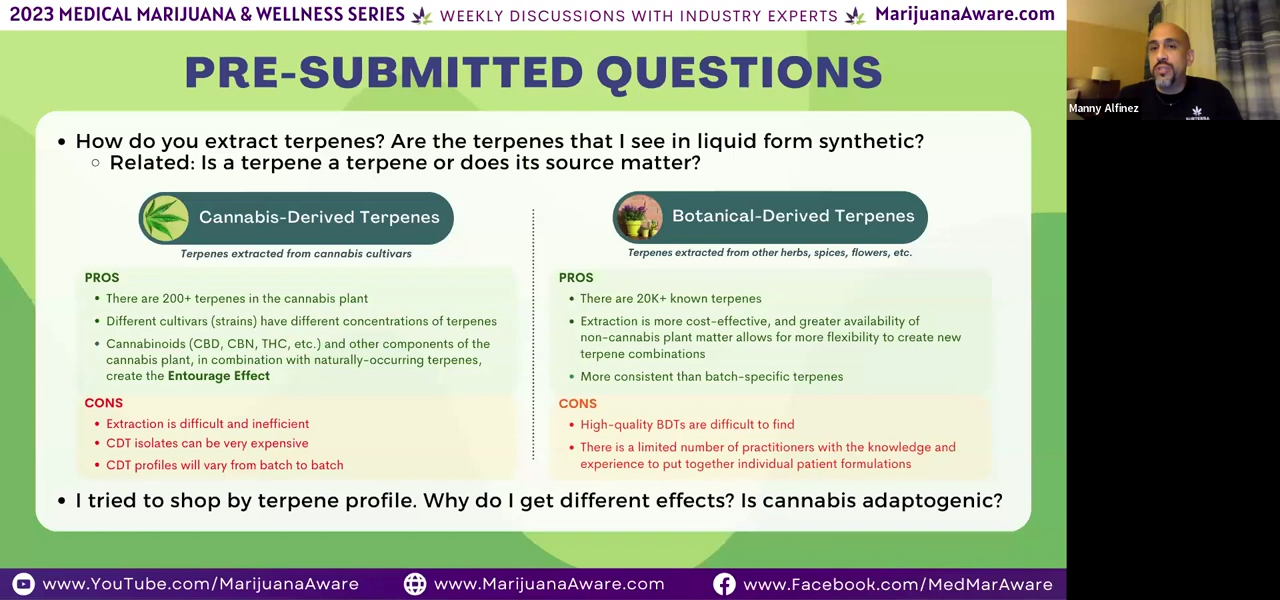 2023 MEDICAL MARIJUANA & WELLNESS SERIES WEEKLY DISCUSSIONS WITH INDUSTRY EXPERTS MarijuanaAware.com
PRE-SUBMITTED QUESTIONS
• How do you extract terpenes? Are the terpenes that I see in liquid form synthetic?
○ Related: Is a terpene a terpene or does its source matter?
Cannabis-Derived Terpenes
Terpenes extracted from cannabis cultivars
PROS
• There are 200+ terpenes in the cannabis plant
• Different cultivars (strains) have different concentrations of terpenes
• Cannabinoids (CBD, CBN, THC, etc.) and other components of the
cannabis plant, in combination with naturally-occurring terpenes,
create the Entourage Effect
CONS
• Extraction is difficult and inefficient
• CDT isolates can be very expensive
• CDT profiles will vary from batch to batch
Botanical-Derived Terpenes
Terpenes extracted from other herbs, spices, flowers, etc.
PROS
• There are 20K+ known terpenes
• Extraction is more cost-effective, and greater availability of
non-cannabis plant matter allows for more flexibility to create new
terpene combinations
• More consistent than batch-specific terpenes
CONS
• High-quality BDTs are difficult to find
• There is a limited number of practitioners with the knowledge and
experience to put together individual patient formulations
• I tried to shop by terpene profile. Why do I get different effects? Is cannabis adaptogenic?
www.YouTube.com/MarijuanaAware www.MarijuanaAware.com www.Facebook.com/MedMarAware
Manny Alfinez